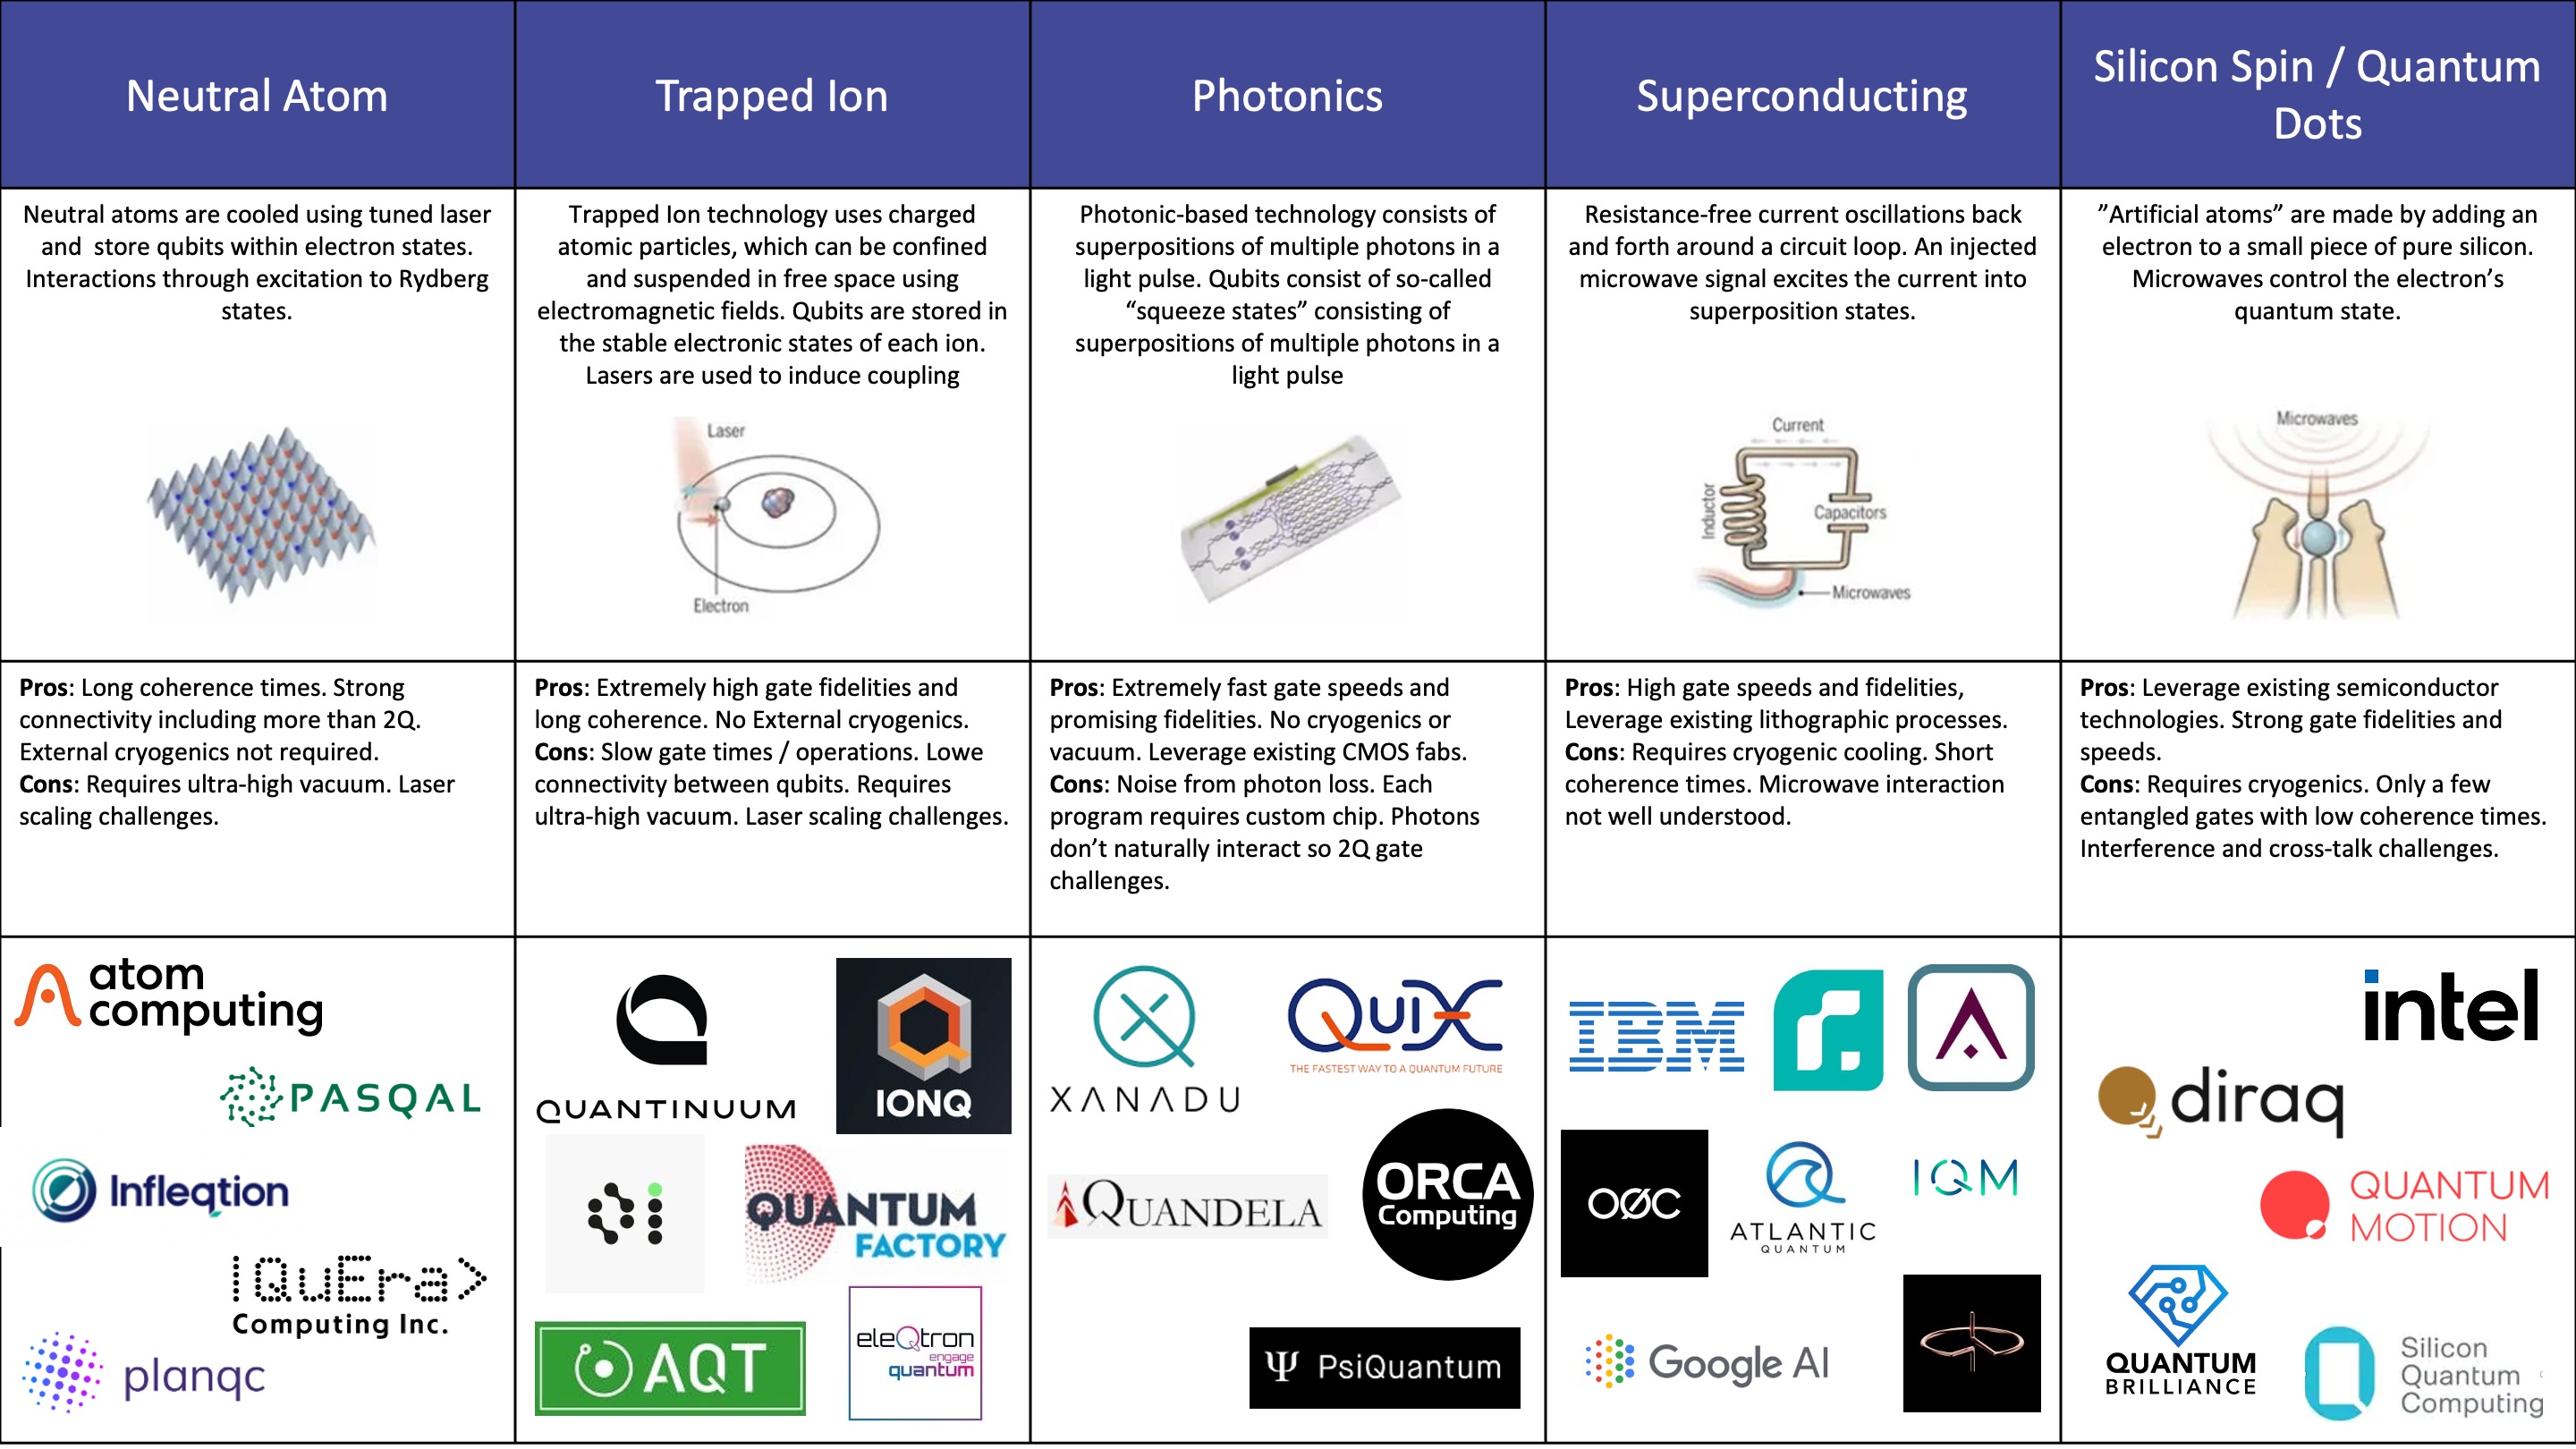 Neutral Atom
Trapped Ion
Photonics
Superconducting
Silicon Spin / Quantum
Dots
Neutral atoms are cooled using tuned laser
and store qubits within electron states.
Interactions through excitation to Rydberg
states.
Trapped Ion technology uses charged
atomic particles, which can be confined
and suspended in free space using
electromagnetic fields. Qubits are stored in
the stable electronic states of each ion.
Lasers are used to induce coupling
Laser
Electron
Photonic-based technology consists of
superpositions of multiple photons in a
light pulse. Qubits consist of so-called
“squeeze states” consisting of
superpositions of multiple photons in a
light pulse
Resistance-free current oscillations back
and forth around a circuit loop. An injected
microwave signal excites the current into
superposition states.
Current
Inductor
Capacitors
Microwaves
”Artificial atoms” are made by adding an
electron to a small piece of pure silicon.
Microwaves control the electron’s
quantum state.
Microwaves
Pros: Long coherence times. Strong
connectivity including more than 2Q.
External cryogenics not required.
Cons: Requires ultra-high vacuum. Laser
scaling challenges.
Pros: Extremely high gate fidelities and
long coherence. No External cryogenics.
Cons: Slow gate times / operations. Lowe
connectivity between qubits. Requires
ultra-high vacuum. Laser scaling challenges.
Pros: Extremely fast gate speeds and
promising fidelities. No cryogenics or
vacuum. Leverage existing CMOS fabs.
Cons: Noise from photon loss. Each
program requires custom chip. Photons
don’t naturally interact so 2Q gate
challenges.
Pros: High gate speeds and fidelities,
Leverage existing lithographic processes.
Cons: Requires cryogenic cooling. Short
coherence times. Microwave interaction
not well understood.
Pros: Leverage existing semiconductor
technologies. Strong gate fidelities and
speeds.
Cons: Requires cryogenics. Only a few
entangled gates with low coherence times.
Interference and cross-talk challenges.
atom
computing
PASQAL
Infleqtion
|QuEra>
Computing Inc.
planqc
QUANTINUUM
IONQ
QUANTUM
FACTORY
AQT
eleQtron
engage
quantum
XANADU
QUIX
THE FASTEST WAY TO A QUANTUM FUTURE
QUANDELA
ORCA
Computing
Ψ PsiQuantum
IBM
r.
OØC
ATLANTIC
QUANTUM
IQM
Google AI
intel
diraq
QUANTUM
MOTION
QUANTUM
BRILLIANCE
Silicon
Quantum
Computing